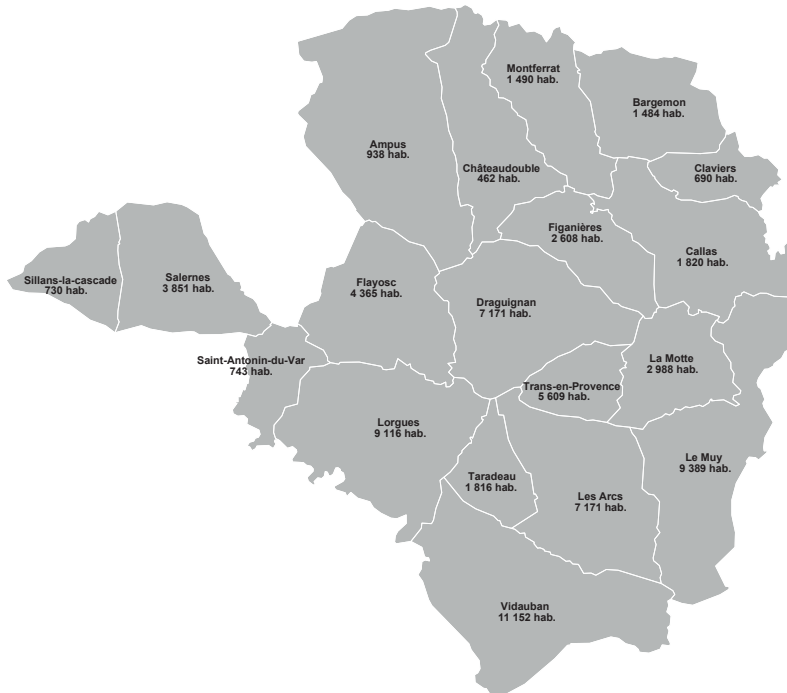 Montferrat
1 490 hab.
Bargemon
1 484 hab.
Ampus
938 hab.
Châteaudouble
462 hab.
Claviers
690 hab.
Figanières
2 608 hab.
Callas
1 820 hab.
Sillans-la-cascade
730 hab.
Salernes
3 851 hab.
Flayosc
4 365 hab.
Draguignan
7 171 hab.
Saint-Antonin-du-Var
743 hab.
La Motte
2 988 hab.
Trans-en-Provence
5 609 hab.
Lorgues
9 116 hab.
Le Muy
9 389 hab.
Taradeau
1 816 hab.
Les Arcs
7 171 hab.
Vidauban
11 152 hab.